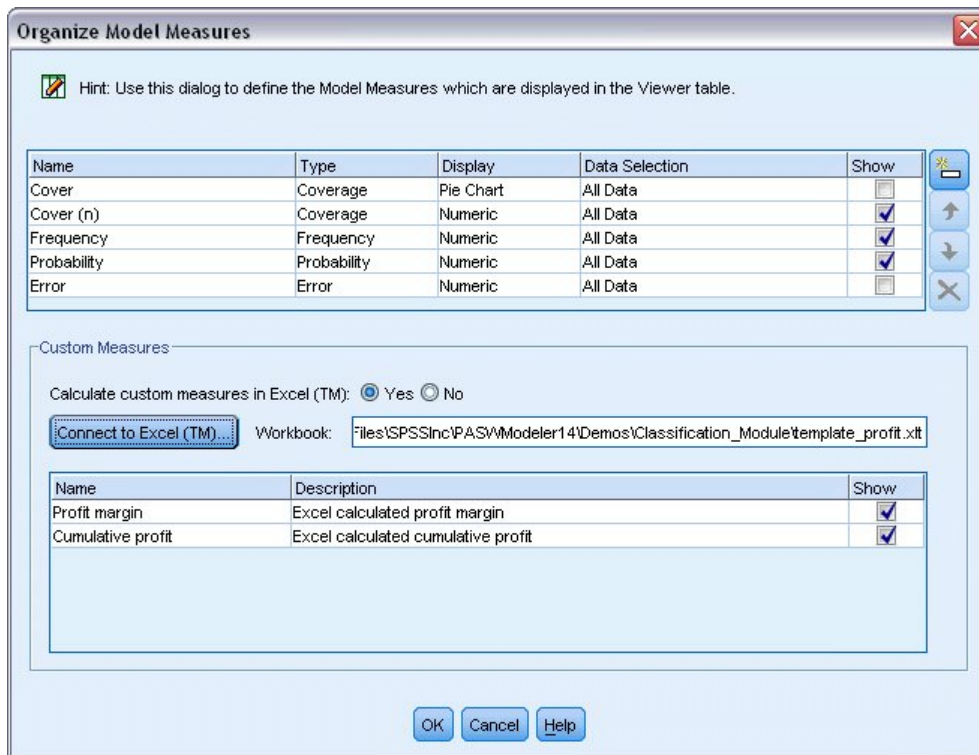 Organize Model Measures
Hint: Use this dialog to define the Model Measures which are displayed in the Viewer table.
Name Type Display Data Selection Show
Cover Coverage Pie Chart All Data
Cover (n) Coverage Numeric All Data
Frequency Frequency Numeric All Data
Probability Probability Numeric All Data
Error Error Numeric All Data
Custom Measures
Calculate custom measures in Excel (TM): Yes No
Connect to Excel (TM)... Workbook: Files\SPSSInc\PASWModeler14\Demos\Classification_Module\template_profit.xlt
Name Description Show
Profit margin Excel calculated profit margin
Cumulative profit Excel calculated cumulative profit
OK Cancel Help